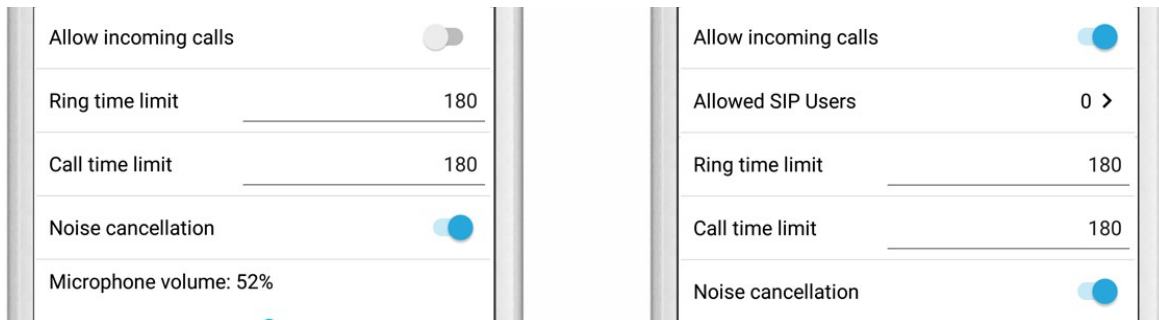 Allow incoming calls
Ring time limit 180
Call time limit 180
Noise cancellation
Microphone volume: 52%
Allow incoming calls
Allowed SIP Users 0 >
Ring time limit 180
Call time limit 180
Noise cancellation